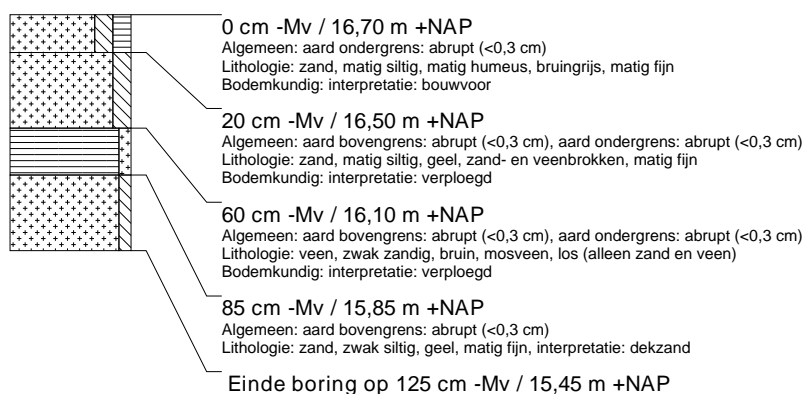 0 cm -Mv / 16,70 m +NAP
Algemeen: aard ondergrens: abrupt (<0,3 cm)
Lithologie: zand, matig siltig, matig humeus, bruingrijs, matig fijn
Bodemkundig: interpretatie: bouwvoor
20 cm -Mv / 16,50 m +NAP
Algemeen: aard bovengrens: abrupt (<0,3 cm), aard ondergrens: abrupt (<0,3 cm)
Lithologie: zand, matig siltig, geel, zand- en veenbrokken, matig fijn
Bodemkundig: interpretatie: verploegd
60 cm -Mv / 16,10 m +NAP
Algemeen: aard bovengrens: abrupt (<0,3 cm), aard ondergrens: abrupt (<0,3 cm)
Lithologie: veen, zwak zandig, bruin, mosveen, los (alleen zand en veen)
Bodemkundig: interpretatie: verploegd
85 cm -Mv / 15,85 m +NAP
Algemeen: aard bovengrens: abrupt (<0,3 cm)
Lithologie: zand, zwak siltig, geel, matig fijn, interpretatie: dekzand
Einde boring op 125 cm -Mv / 15,45 m +NAP